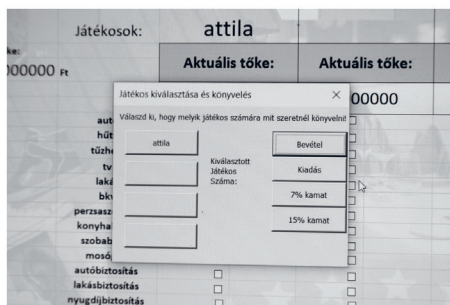 Játékosok: attila
ke:
000000 Ft
Aktuális tőke: Aktuális tőke:
00000
Játékos kiválasztása és könyvelés
Válaszd ki, hogy melyik játékos számára mit szeretnél könyvelni!
attila
Kiválasztott
Játékos
Száma:
Bevétel
Kiadás
7% kamat
15% kamat
aut
hűt
tűzhe
tv
laká
bkv
perzsasz
konyha
szobab
mosó
autóbiztosítás
lakásbiztosítás
nyugdíjbiztosítás